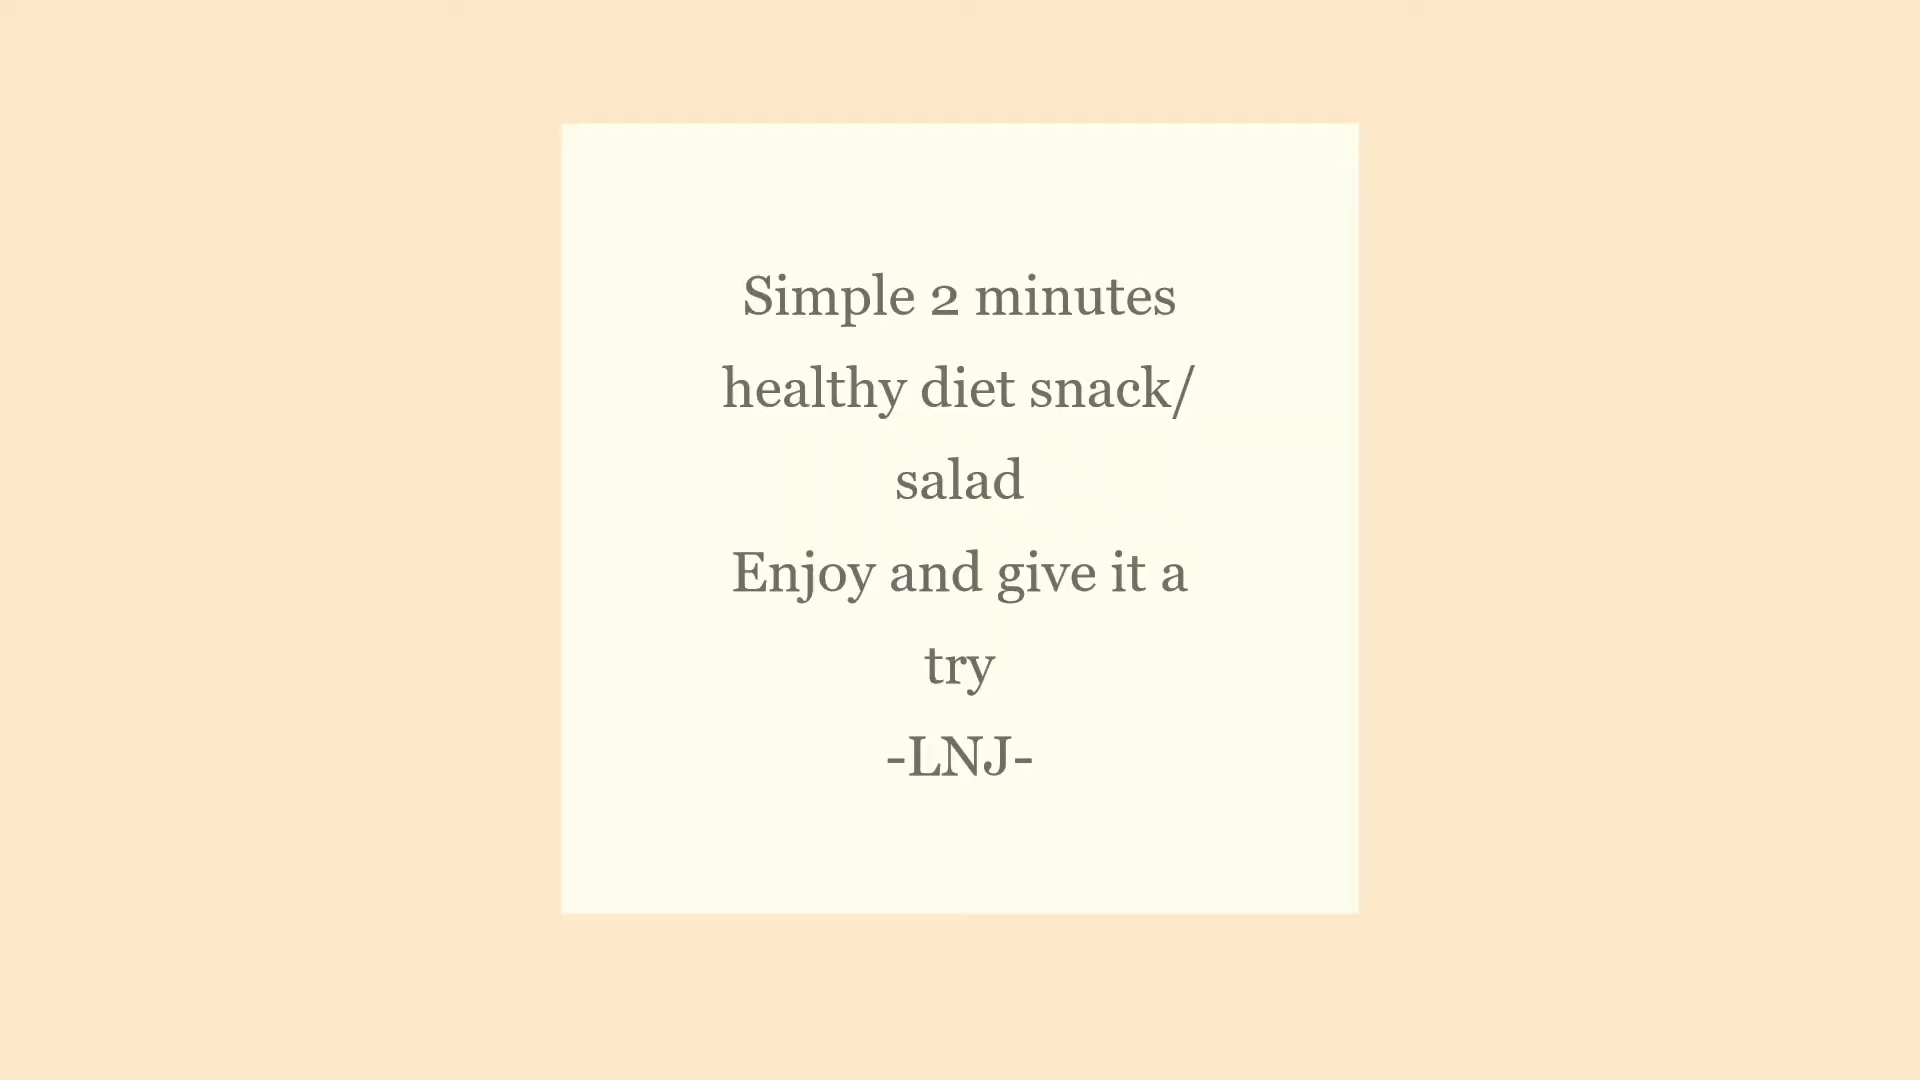 Simple 2 minutes
healthy diet snack/
salad
Enjoy and give it a
try
-LNJ-